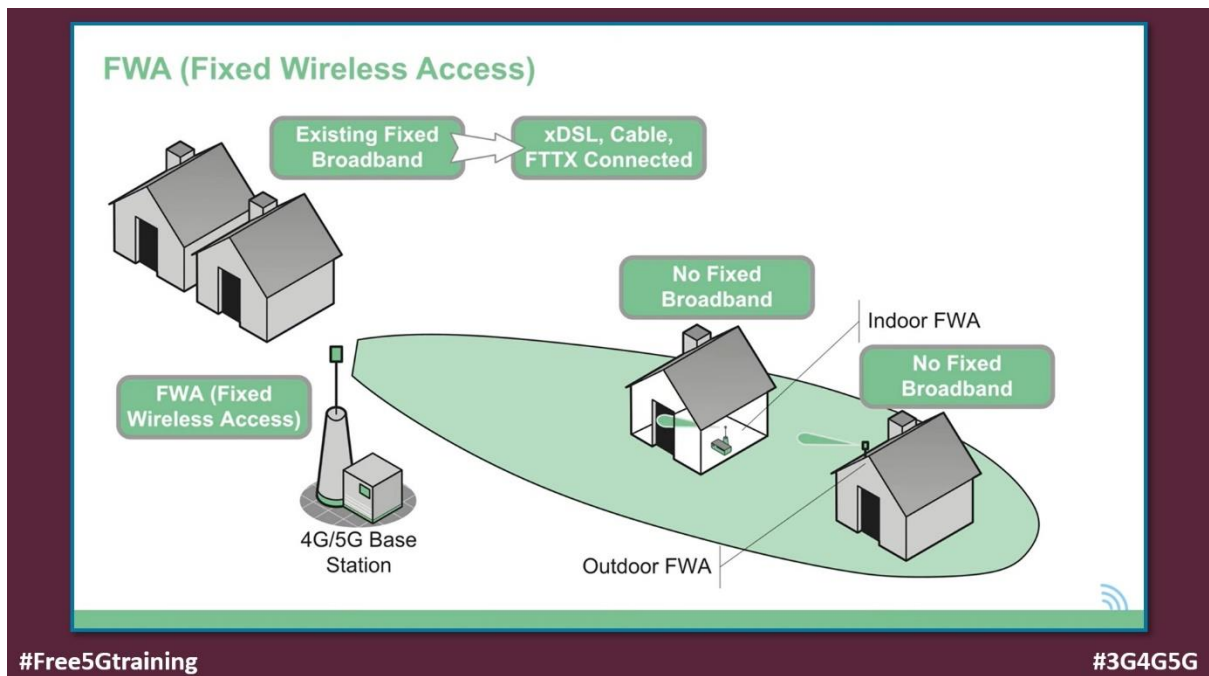 FWA (Fixed Wireless Access)
Existing Fixed
Broadband
xDSL, Cable,
FTTX Connected
No Fixed
Broadband
Indoor FWA
No Fixed
Broadband
FWA (Fixed
Wireless Access)
4G/5G Base
Station
Outdoor FWA
#Free5Gtraining
#3G4G5G